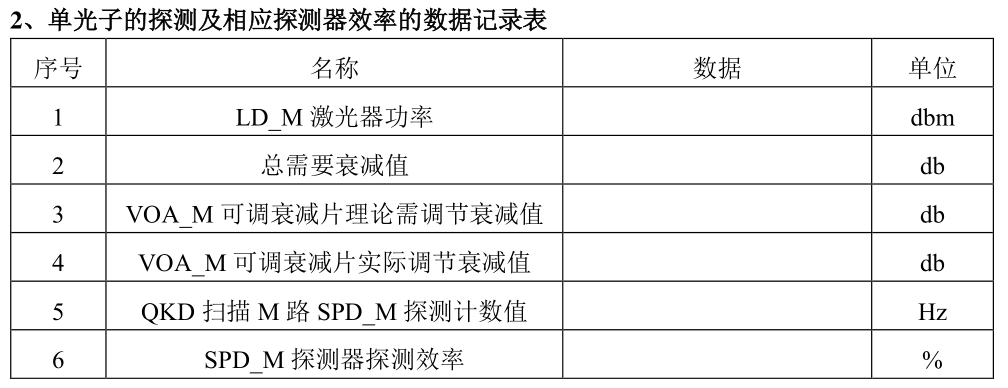 2、单光子的探测及相应探测器效率的数据记录表
序号 名称 数据 单位
1 LD_M 激光器功率 dbm
2 总需要衰减值 db
3 VOA_M 可调衰减片理论需调节衰减值 db
4 VOA_M 可调衰减片实际调节衰减值 db
5 QKD 扫描 M 路 SPD_M 探测计数值 Hz
6 SPD_M 探测器探测效率 %